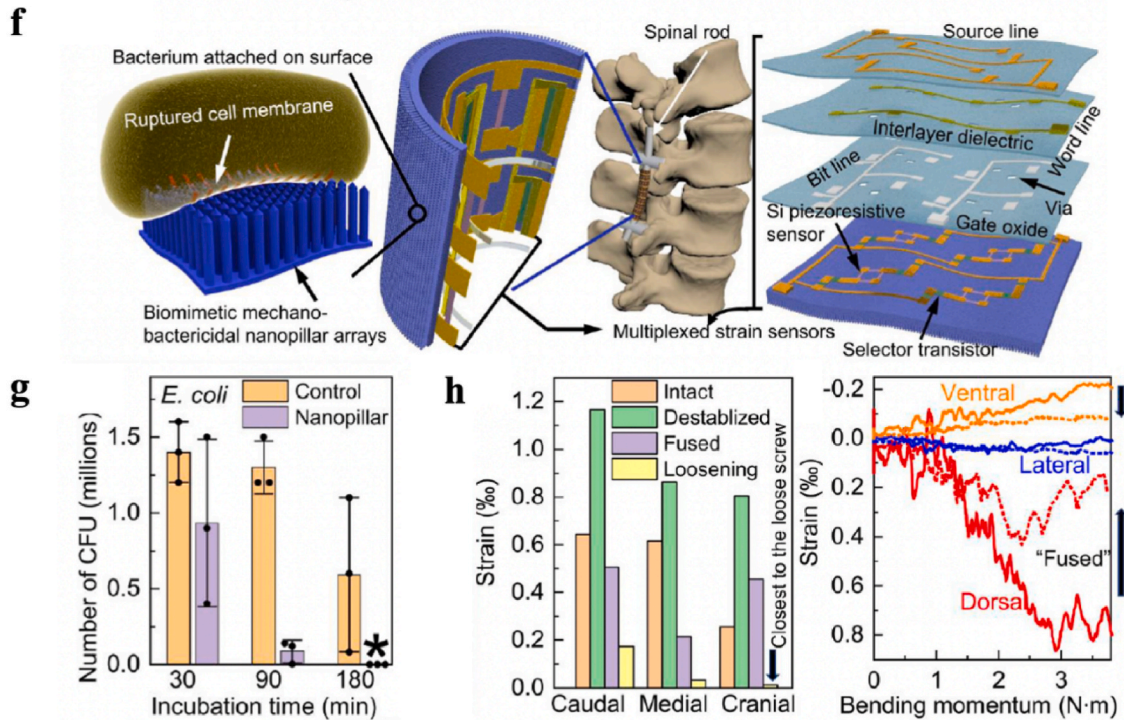 f
Bacterium attached on surface
Ruptured cell membrane
Biomimetic mechano-
bactericidal nanopillar arrays
Spinal rod
Multiplexed strain sensors
Source line
Interlayer dielectric
Word line
Bit line
Via
Si piezoresistive
sensor
Gate oxide
Selector transistor
g
E. coli
Control
Nanopillar
Number of CFU (millions)
1.5
1.0
0.5
0.0
*
30 90 180
Incubation time (min)
h
Intact
Destablized
Fused
Loosening
Strain (‰)
1.2
1.0
0.8
0.6
0.4
0.2
0.0
Closest to the loose screw
Caudal Medial Cranial
Strain (‰)
-0.2
0.0
0.2
0.4
0.6
0.8
Ventral
Lateral
"Fused"
Dorsal
0 1 2 3
Bending momentum (N·m)